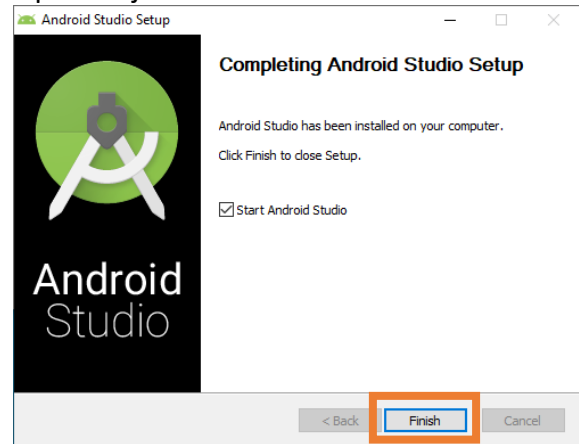 Android Studio Setup
Completing Android Studio Setup
Android Studio has been installed on your computer.
Click Finish to close Setup.
Start Android Studio
Android
Studio
< Back
Finish
Cancel